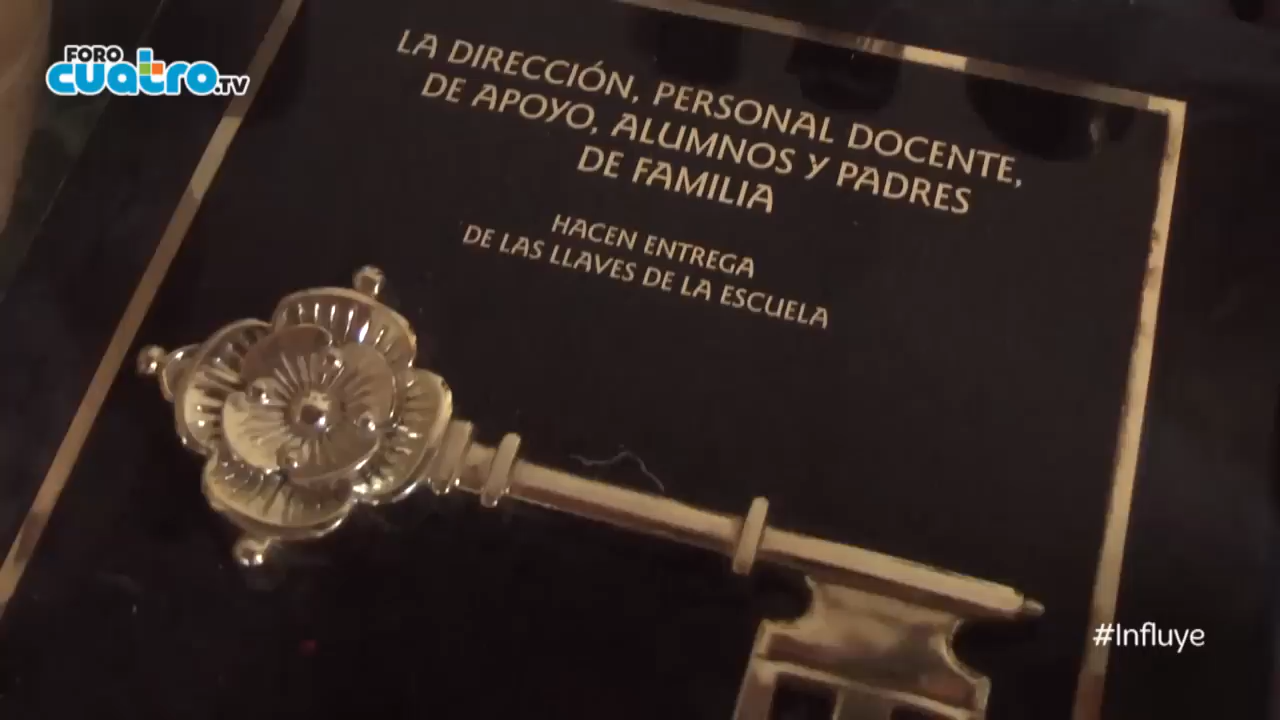 FORO
cuatro.TV
LA DIRECCIÓN, PERSONAL DOCENTE,
DE APOYO, ALUMNOS Y PADRES
DE FAMILIA
HACEN ENTREGA
DE LAS LLAVES DE LA ESCUELA
#Influye